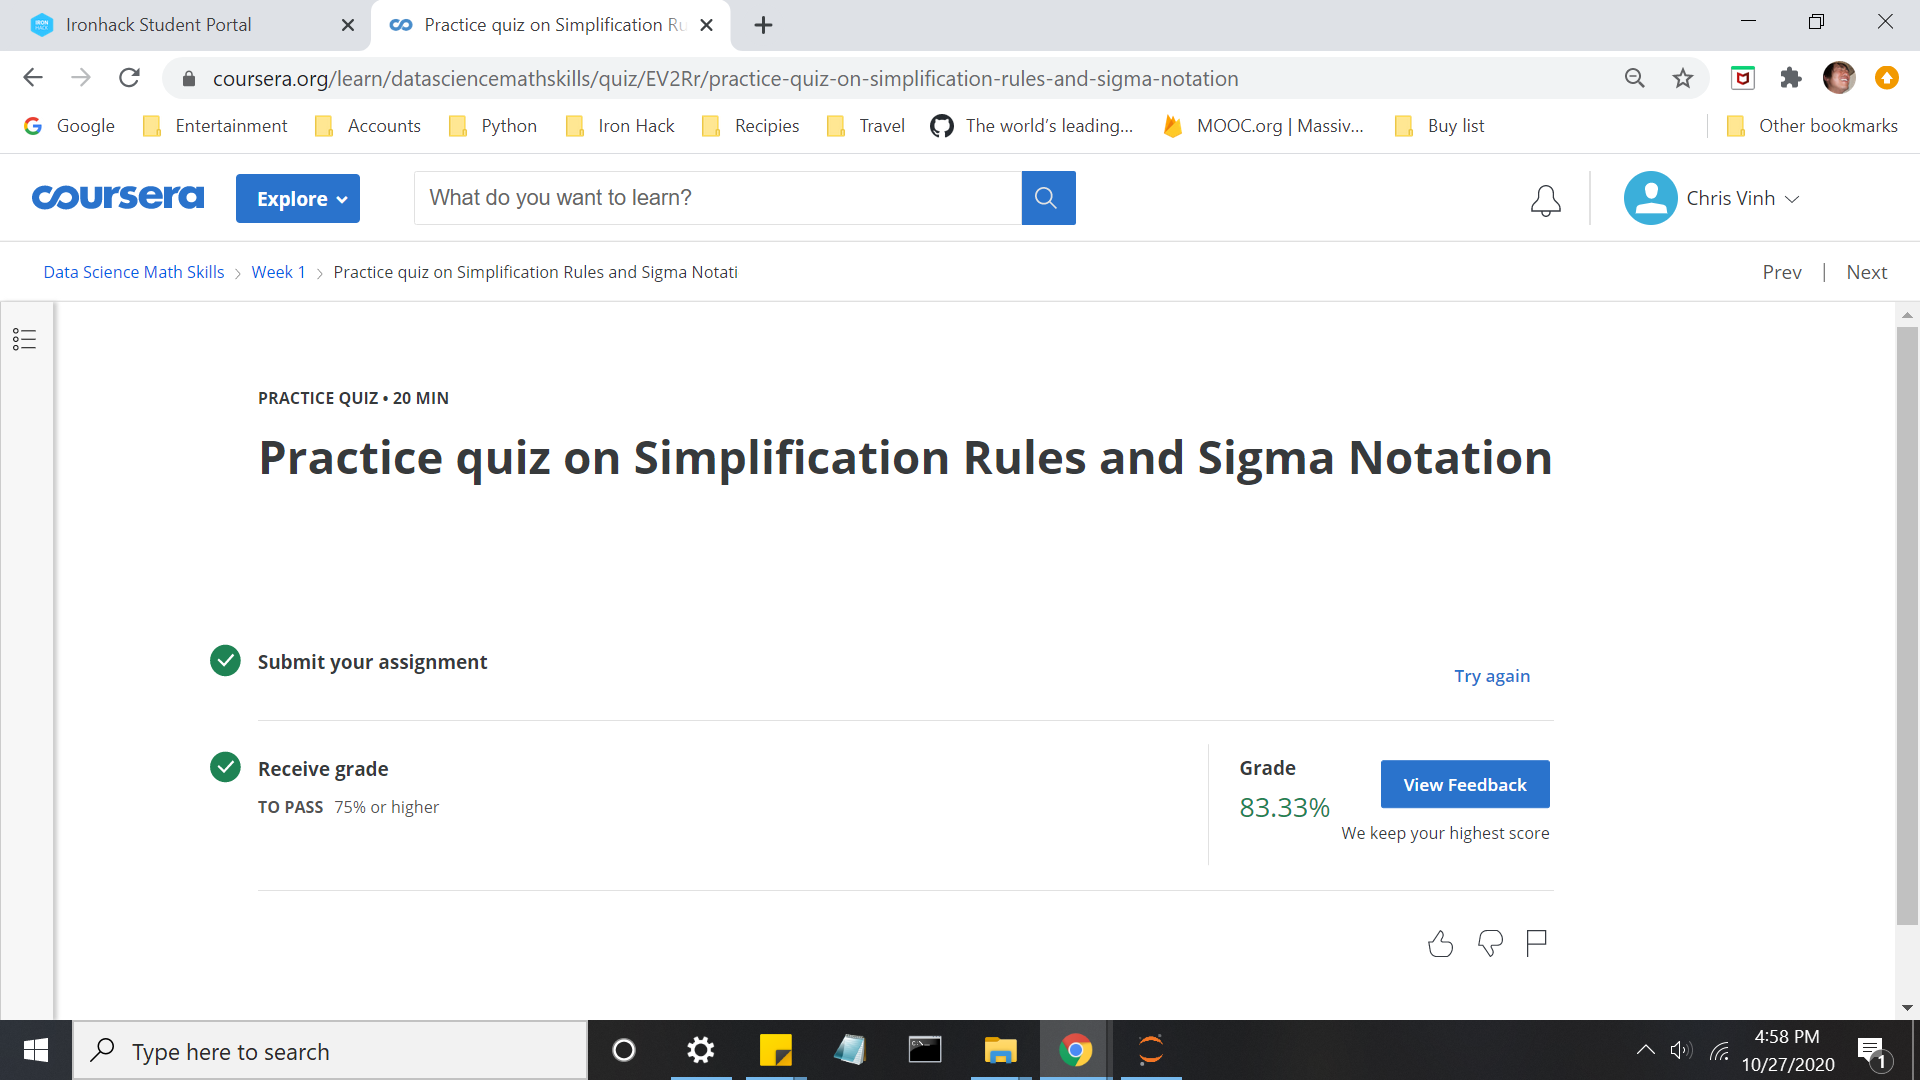 Ironhack Student Portal
Practice quiz on Simplification Ru
coursera.org/learn/datasciencemathskills/quiz/EV2Rr/practice-quiz-on-simplification-rules-and-sigma-notation
Google Entertainment Accounts Python Iron Hack Recipies Travel The world's leading... MOOC.org | Massiv... Buy list Other bookmarks
coursera Explore What do you want to learn? Chris Vinh
Data Science Math Skills > Week 1 > Practice quiz on Simplification Rules and Sigma Notati Prev | Next
PRACTICE QUIZ • 20 MIN
Practice quiz on Simplification Rules and Sigma Notation
Submit your assignment
Try again
Receive grade
TO PASS 75% or higher
Grade
83.33%
View Feedback
We keep your highest score
Type here to search
4:58 PM
10/27/2020
1